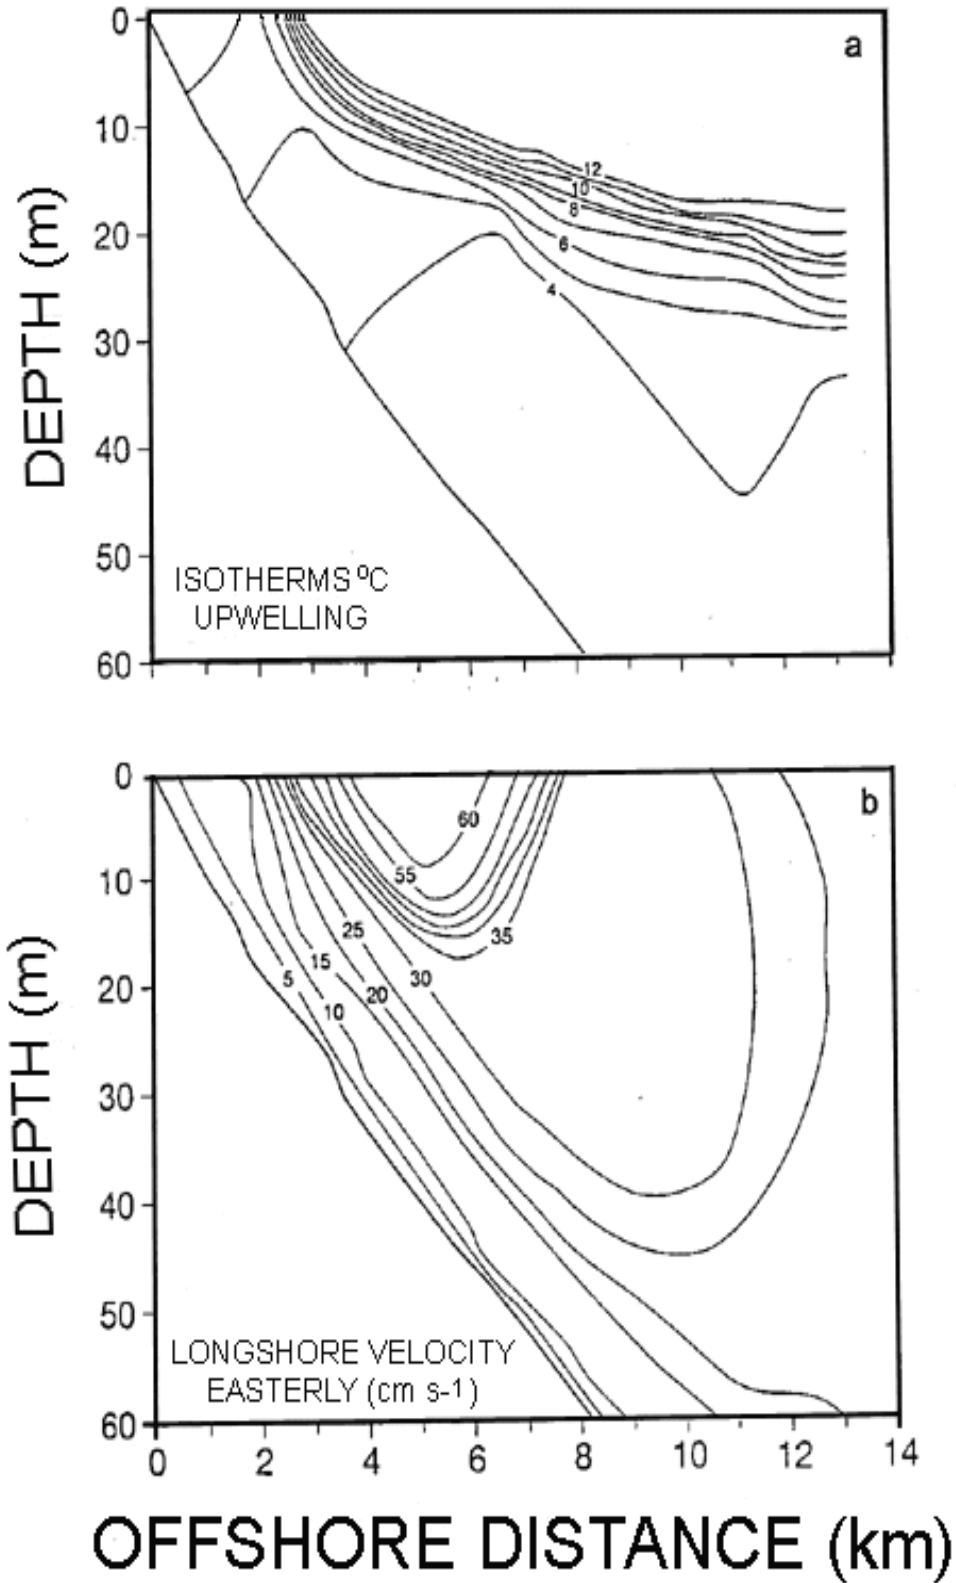 a
0
10
20
30
40
50
60
DEPTH (m)
12
10
8
6
4
ISOTHERMS ⁰C
UPWELLING
b
0
10
20
30
40
50
60
DEPTH (m)
60
55
35
25
30
15
20
5
10
LONGSHORE VELOCITY
EASTERLY (cm s-1)
0 2 4 6 8 10 12 14
OFFSHORE DISTANCE (km)